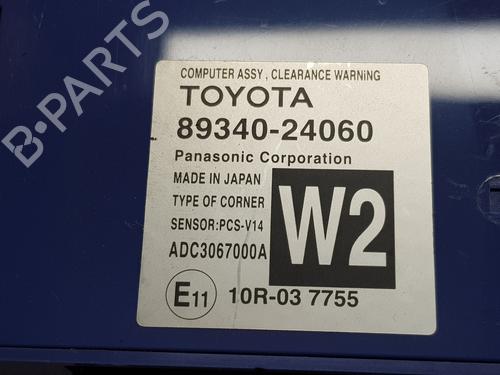 B-PARTS
COMPUTER ASSY , CLEARANCE WARNING
TOYOTA
89340-24060
Panasonic Corporation
MADE IN JAPAN
TYPE OF CORNER
SENSOR:PCS-V14
ADC3067000A
W2
E11 10R-03 7755